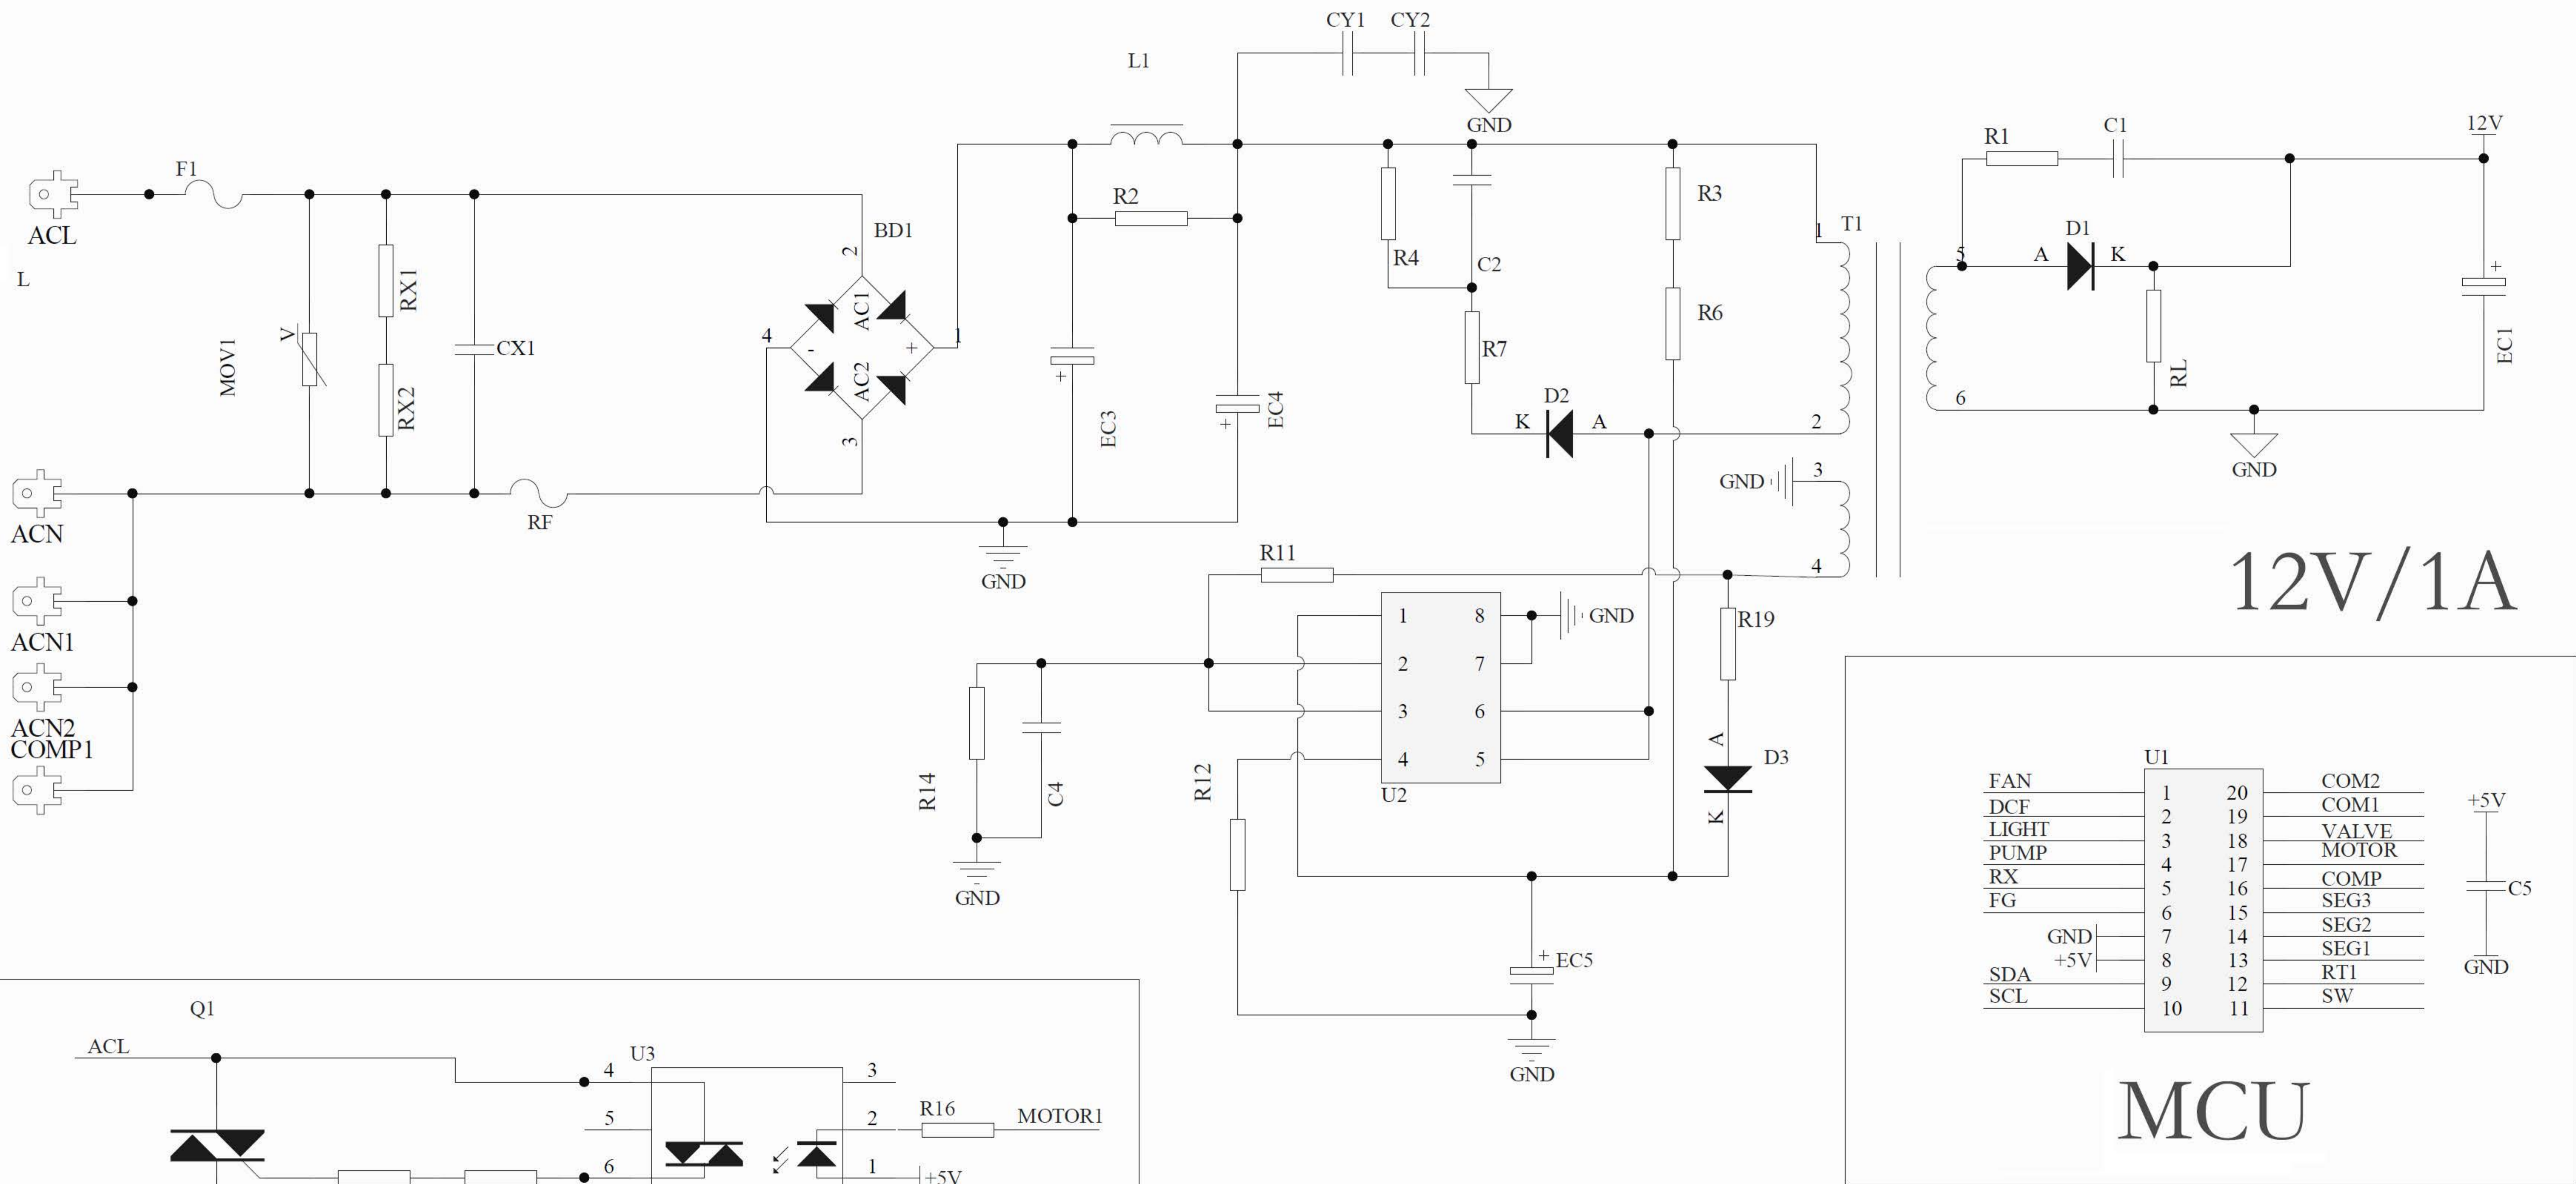 CY1 CY2
L1
GND
F1
ACL
L
MOV1
V
RX1
RX2
CX1
ACN
RF
ACN1
ACN2
COMP1
BD1
2
AC1
4 - + 1
AC2
3
R2
EC3
+
EC4
+
GND
R4
C2
R7
D2
K A
R3
R6
T1
1
2
GND 3
4
R1 C1
12V
5
A D1 K
RL
6
GND
+
EC1
12V/1A
R11
R14
C4
GND
R12
1 8
2 7
3 6
4 5
U2
GND
R19
A
D3
K
+ EC5
GND
U1
FAN 1 20 COM2
DCF 2 19 COM1
LIGHT 3 18 VALVE
PUMP 4 17 MOTOR
RX 5 16 COMP
FG 6 15 SEG3
GND 7 14 SEG2
+5V 8 13 SEG1
SDA 9 12 RT1
SCL 10 11 SW
+5V
C5
GND
MCU
Q1
ACL
U3
4 3
5 2
6 1
R16
MOTOR1
+5V